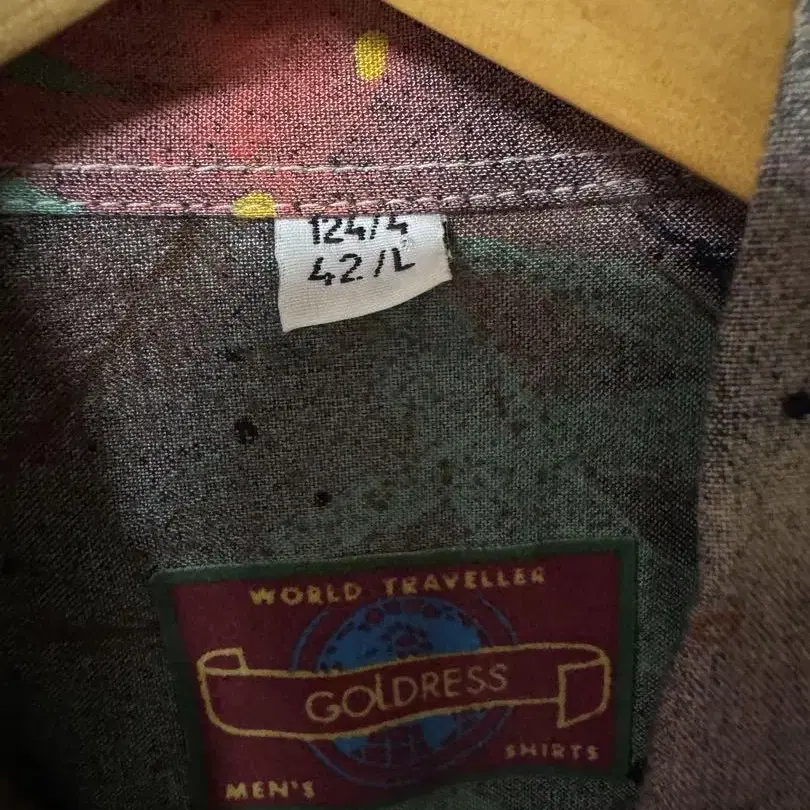 124/4
42/L
WORLD TRAVELLER
GOLDRESS
SHIRTS
MEN'S